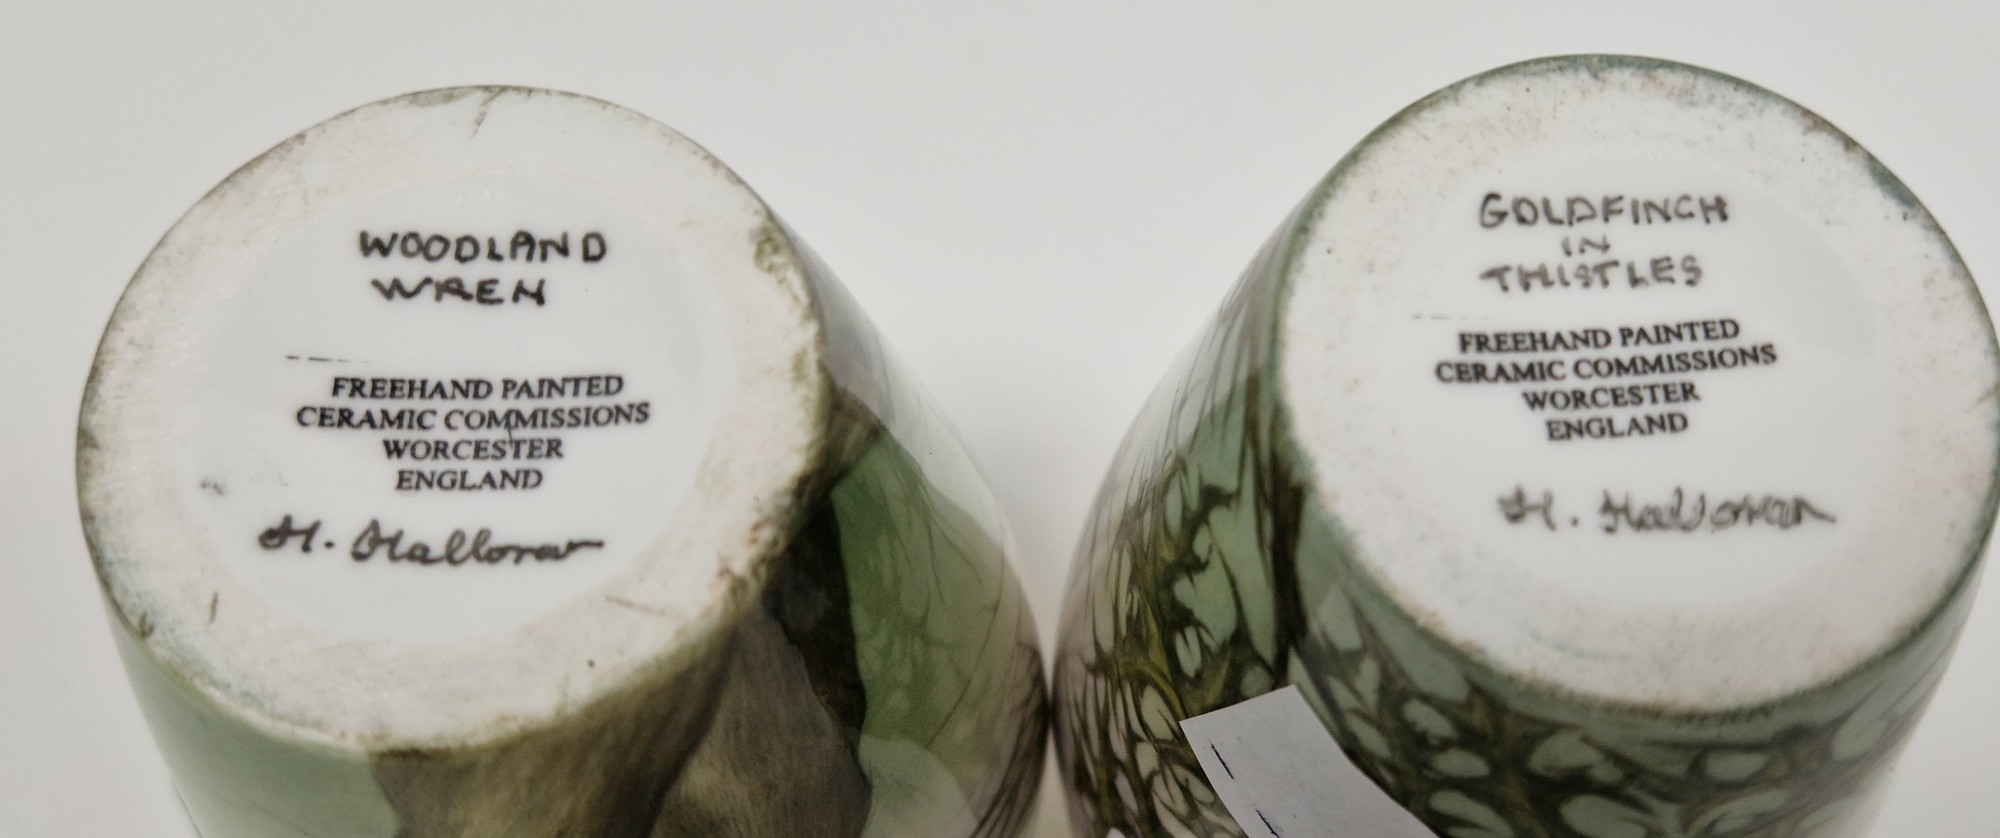 WOODLAND
WREN
FREEHAND PAINTED
CERAMIC COMMISSIONS
WORCESTER
ENGLAND
H. Halloran
GOLDFINCH
IN
THISTLES
FREEHAND PAINTED
CERAMIC COMMISSIONS
WORCESTER
ENGLAND
H. Halloran